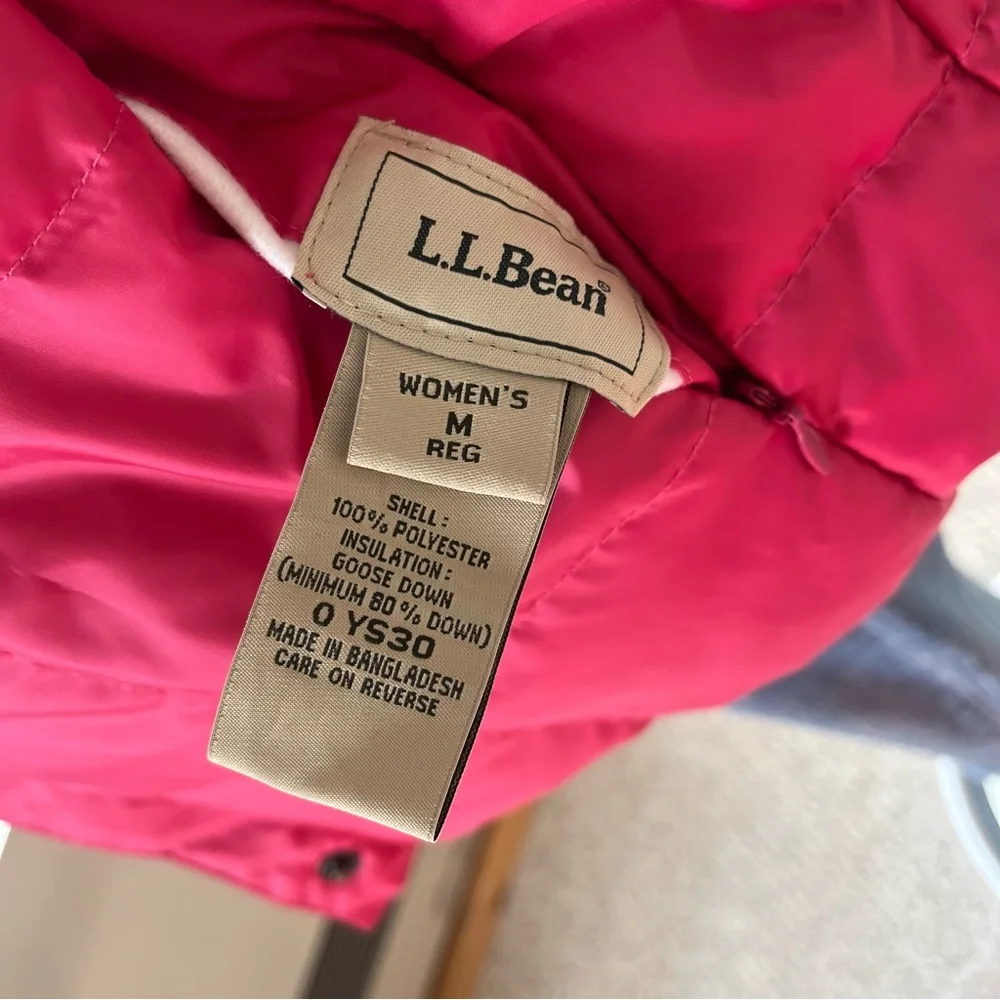 L.L.Bean®
WOMEN'S
M
REG
SHELL:
100% POLYESTER
INSULATION:
GOOSE DOWN
(MINIMUM 80% DOWN)
0 YS30
MADE IN BANGLADESH
CARE ON REVERSE